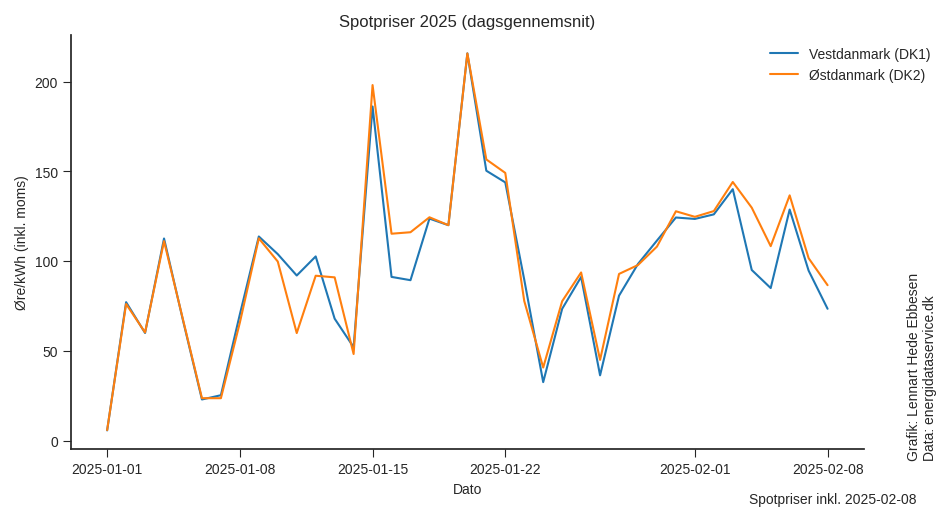 Spotpriser 2025 (dagsgennemsnit)
Vestdanmark (DK1)
Østdanmark (DK2)
Øre/kWh (inkl. moms)
200
150
100
50
0
2025-01-01
2025-01-08
2025-01-15
2025-01-22
2025-02-01
2025-02-08
Dato
Grafik: Lennart Hede Ebbesen
Data: energidataservice.dk
Spotpriser inkl. 2025-02-08